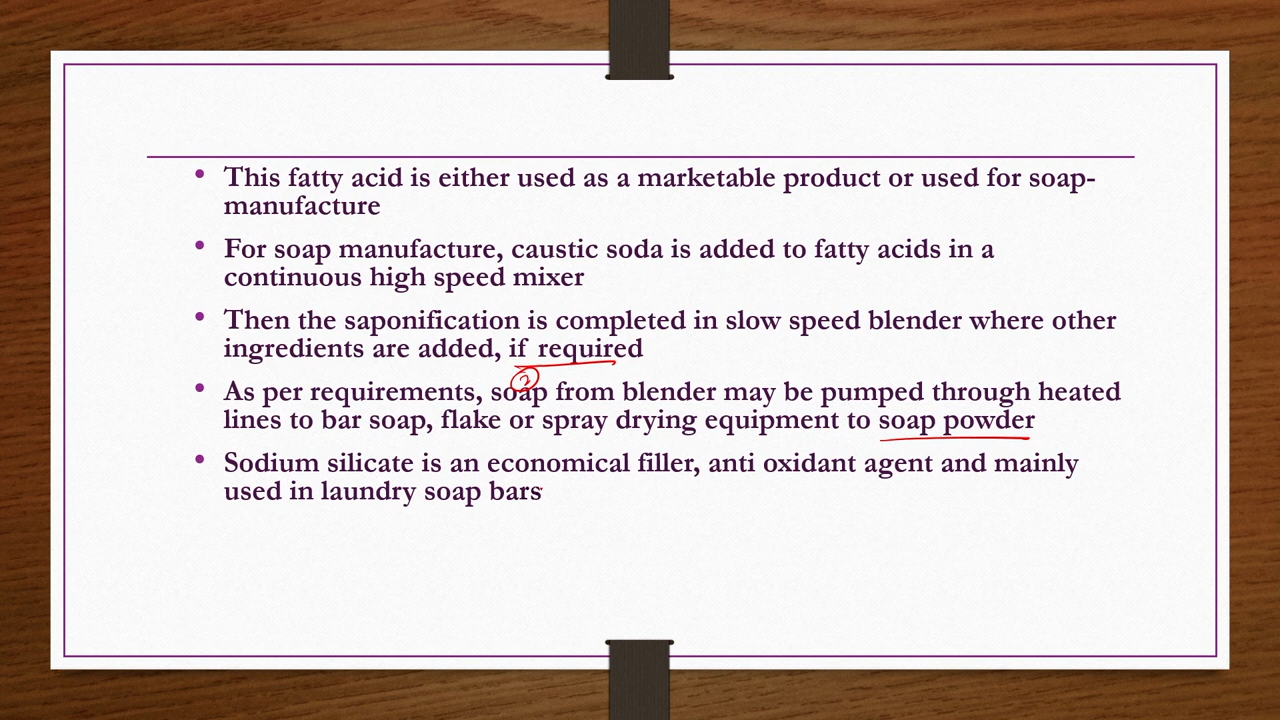 • This fatty acid is either used as a marketable product or used for soap-
manufacture
• For soap manufacture, caustic soda is added to fatty acids in a
continuous high speed mixer
• Then the saponification is completed in slow speed blender where other
ingredients are added, if required
2
• As per requirements, soap from blender may be pumped through heated
lines to bar soap, flake or spray drying equipment to soap powder
• Sodium silicate is an economical filler, anti oxidant agent and mainly
used in laundry soap bars